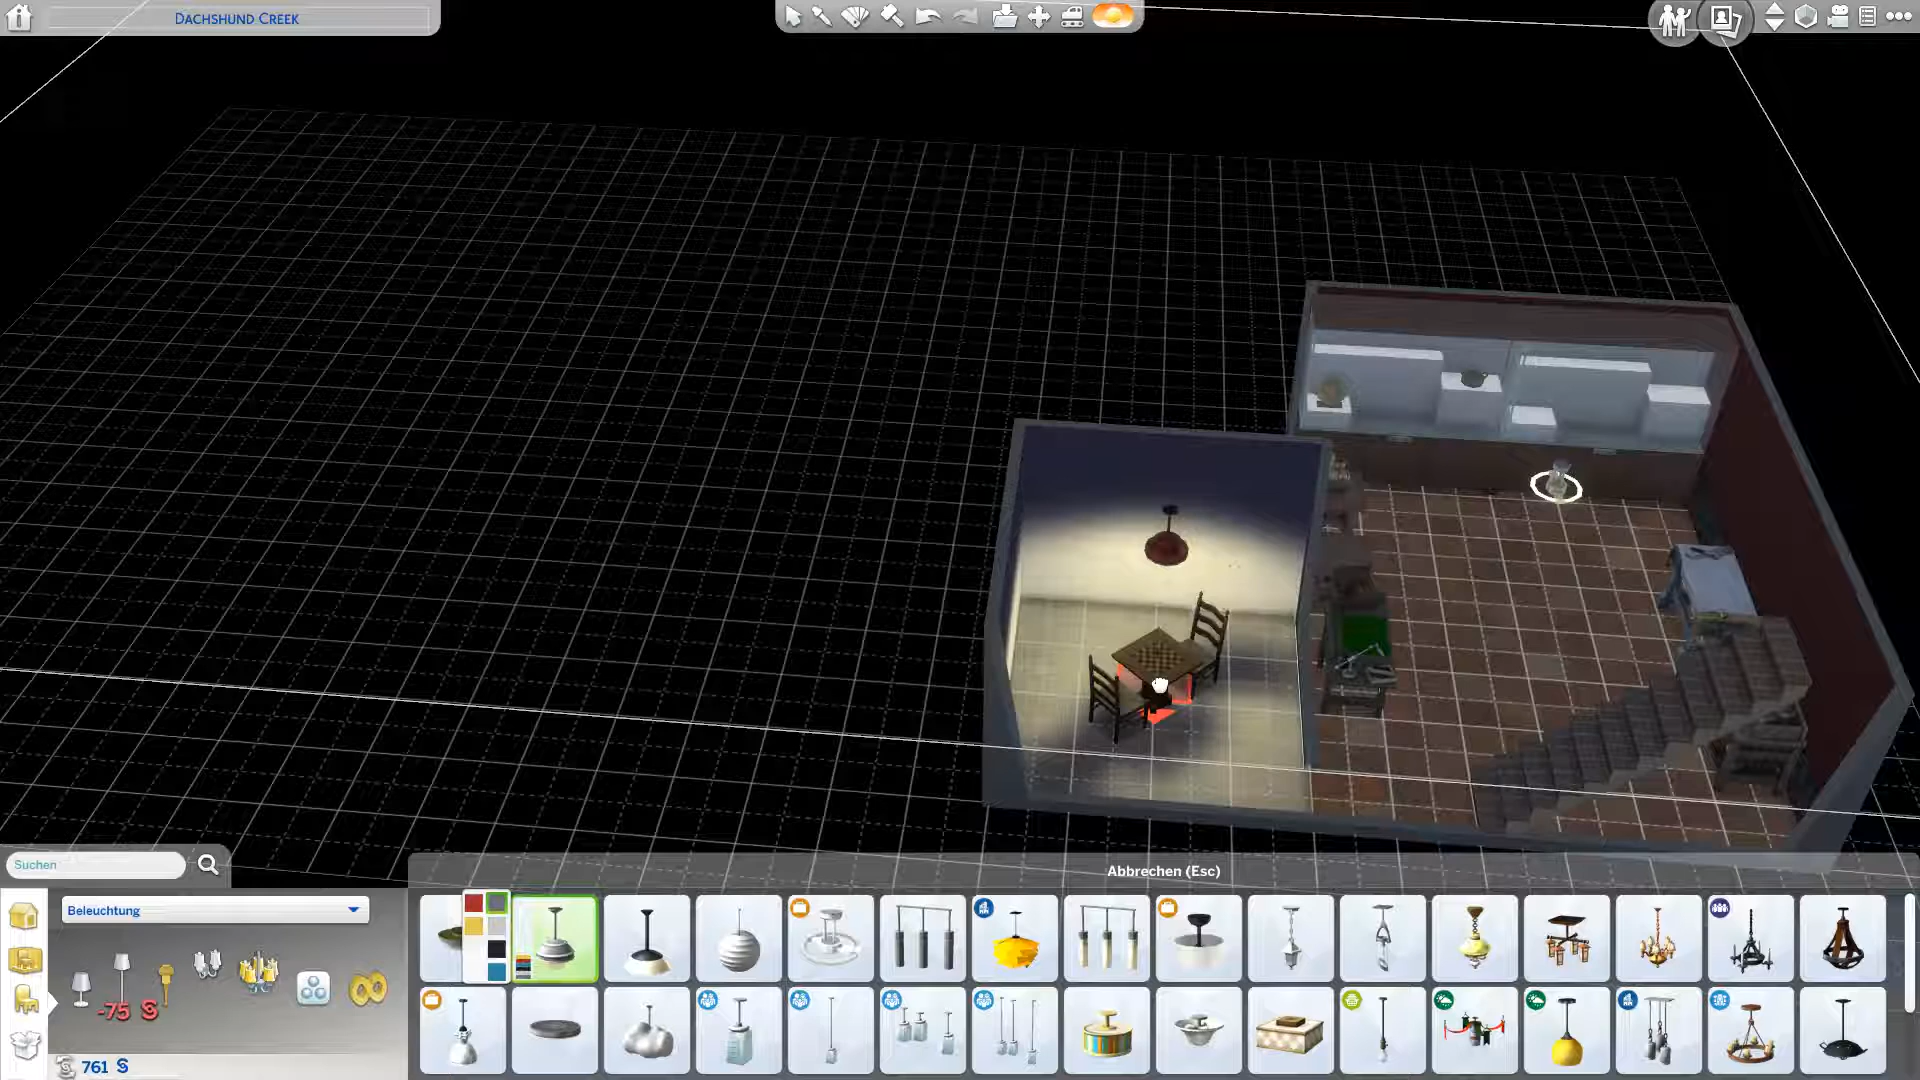 DACHSHUND CREEK
Abbrechen (Esc)
Suchen
Beleuchtung
-75
761